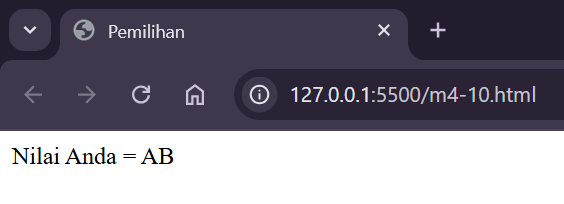 Pemilihan
127.0.0.1:5500/m4-10.html
Nilai Anda = AB